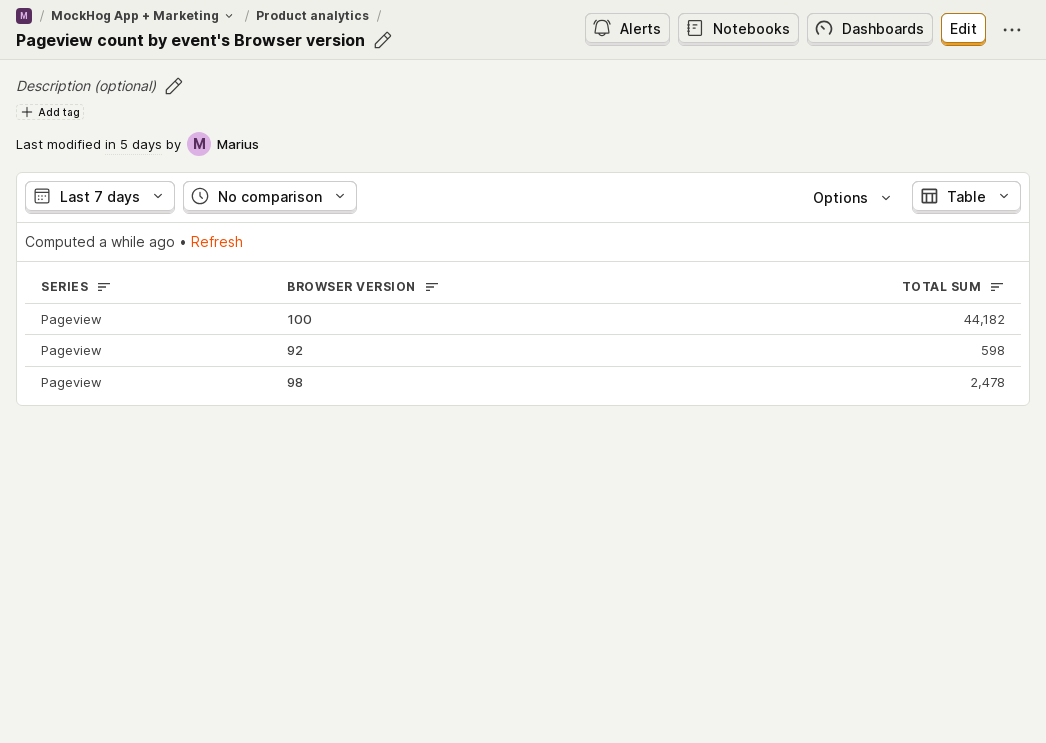 M / MockHog App + Marketing / Product analytics /
Pageview count by event's Browser version
Alerts Notebooks Dashboards Edit
Description (optional)
Add tag
Last modified in 5 days by M Marius
Last 7 days No comparison Options Table
Computed a while ago • Refresh
SERIES BROWSER VERSION TOTAL SUM
Pageview 100 44,182
Pageview 92 598
Pageview 98 2,478